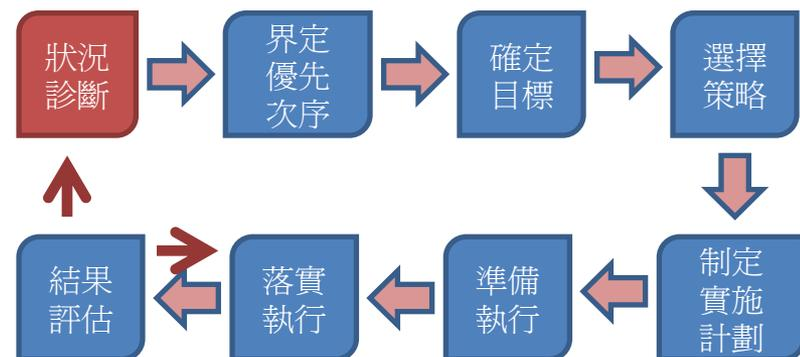 狀況
診斷
界定
優先
次序
確定
目標
選擇
策略
制定
實施
計劃
準備
執行
落實
執行
結果
評估